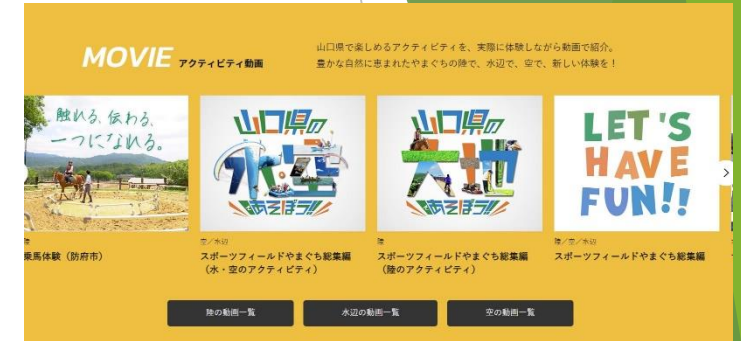 MOVIE アクティビティ動画
山口県で楽しめるアクティビティを、実際に体験しながら動画で紹介。
豊かな自然に恵まれたやまぐちの陸で、水辺で、空で、新しい体験を！
触れる、伝わる、
一つになれる。
陸
乗馬体験（防府市）
山口県の
水・空で
あそぼう!!
空／水辺
スポーツフィールドやまぐち総集編
（水・空のアクティビティ）
山口県の
大地で
あそぼう!!
陸
スポーツフィールドやまぐち総集編
（陸のアクティビティ）
LET'S
HAVE
FUN!!
陸／空／水辺
スポーツフィールドやまぐち総集編
陸の動画一覧
水辺の動画一覧
空の動画一覧